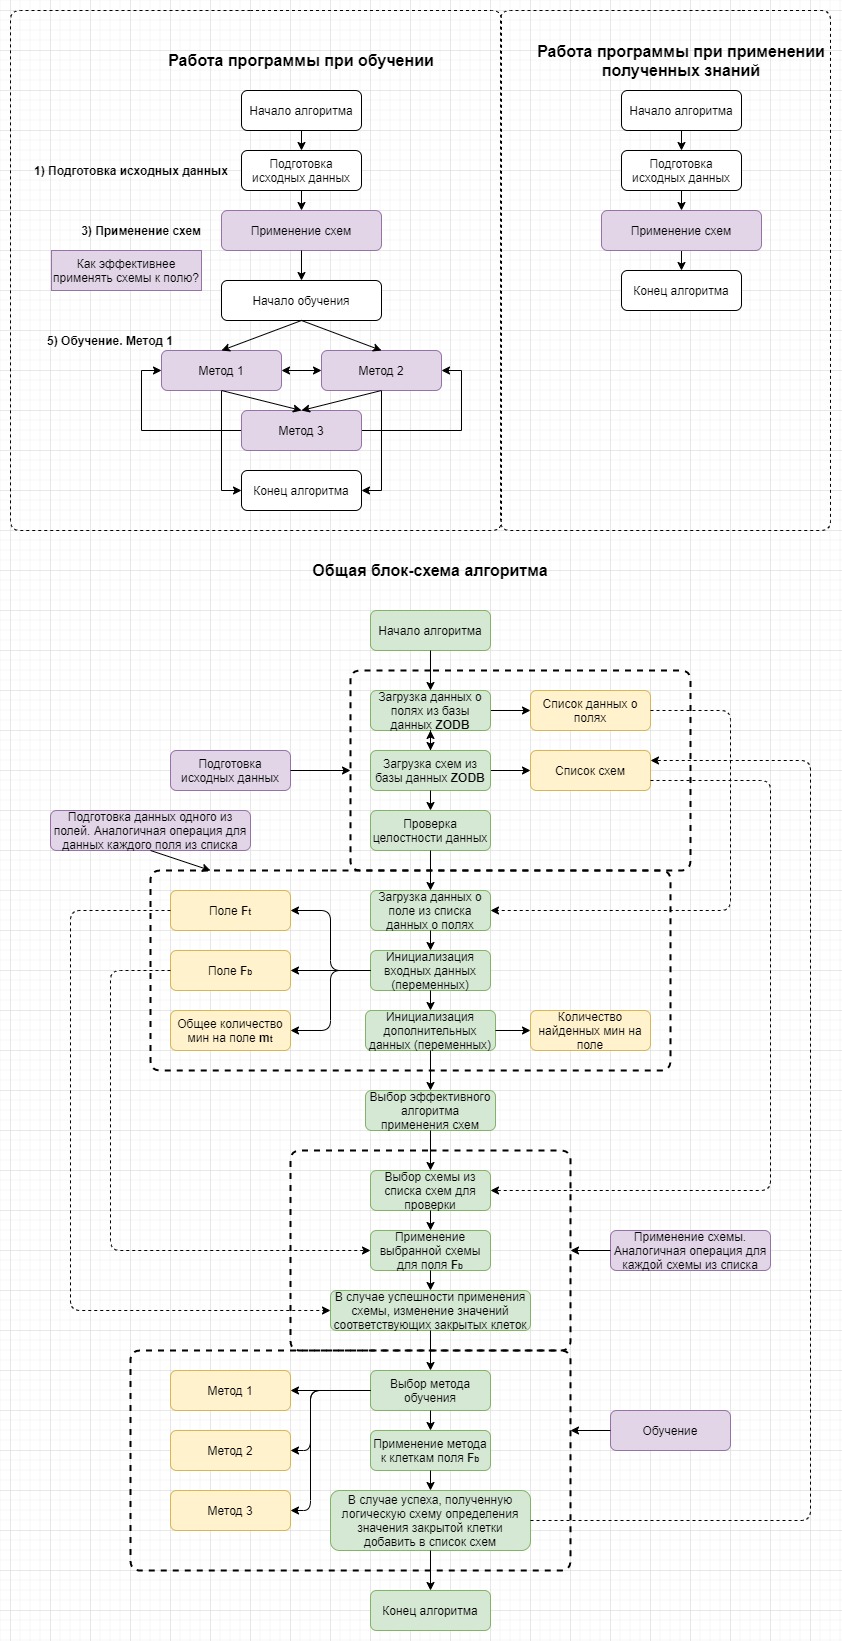 Работа программы при обучении
Начало алгоритма
1) Подготовка исходных данных
Подготовка
исходных данных
3) Применение схем
Применение схем
Как эффективнее
применять схемы к полю?
Начало обучения
5) Обучение. Метод 1
Метод 1
Метод 2
Метод 3
Конец алгоритма
Работа программы при применении
полученных знаний
Начало алгоритма
Подготовка
исходных данных
Применение схем
Конец алгоритма
Общая блок-схема алгоритма
Начало алгоритма
Загрузка данных о
полях из базы
данных ZODB
Список данных о
полях
Подготовка
исходных данных
Загрузка схем из
базы данных ZODB
Список схем
Подготовка данных одного из
полей. Аналогичная операция для
данных каждого поля из списка
Проверка
целостности данных
Поле Ft
Загрузка данных о
поле из списка
данных о полях
Поле Fb
Инициализация
входных данных
(переменных)
Общее количество
мин на поле mt
Инициализация
дополнительных
данных (переменных)
Количество
найденных мин на
поле
Выбор эффективного
алгоритма
применения схем
Выбор схемы из
списка схем для
проверки
Применение
выбранной схемы
для поля Fb
Применение схемы.
Аналогичная операция для
каждой схемы из списка
В случае успешности применения
схемы, изменение значений
соответствующих закрытых клеток
Метод 1
Выбор метода
обучения
Метод 2
Применение метода
к клеткам поля Fb
Обучение
Метод 3
В случае успеха, полученную
логическую схему определения
значения закрытой клетки
добавить в список схем
Конец алгоритма